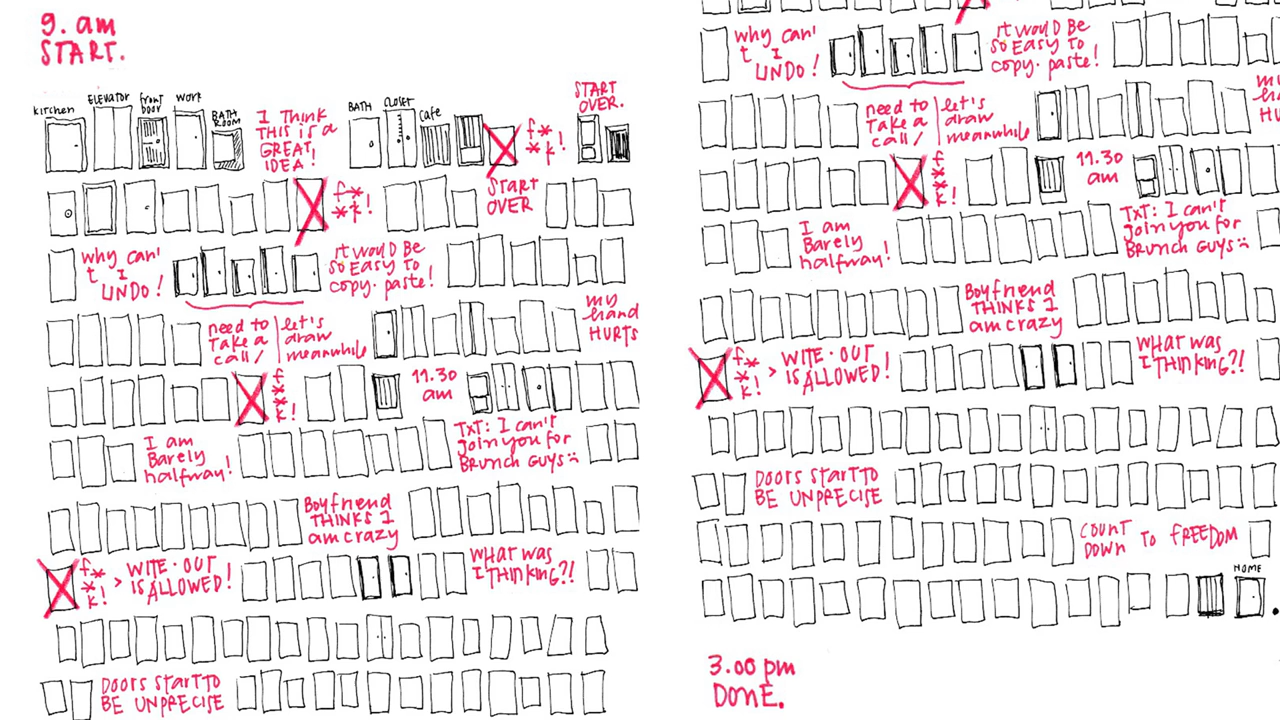 9. am
START.
KitchEn
ELEVATOR
front
DOOR
WORK
BATH
ROOM
I Think
THIS is a
GREAT,
IDEA!
BATH
CLOSET
cafe
f*
**k!
START
OVER.
f*
**k!
START
OVER
why can'
t I
UNDO!
it would BE
so EASY to
copy. paste!
need to
Take a
call/
let's
draw
meanwhile
my
hand
HURTS
f
*
*
k!
11.30
am
I am
Barely
halfway!
TxT: I can't
join you for
BRUNCH GUYS:(
Boyfriend
THINKS I
am crazy
f*
*
k!
> WITE·OUT
IS ALLOWED!
WHAT WAS
I THINKING?!
DOORS START TO
BE UNPRECISE
why can'
t I
UNDO!
it would BE
so EASY to
copy. paste!
need to
Take a
call/
let's
draw
meanwhile
f
*
*
k!
11.30
am
I am
Barely
halfway!
TxT: I can't
join you for
BRUNCH GUYS:(
Boyfriend
THINKS I
am crazy
f*
*
k!
> WITE·OUT
IS ALLOWED!
WHAT WAS
I THINKING?!
DOORS START TO
BE UNPRECISE
COUNT
DOWN TO FREEDOM
HOME
3.00 pm
DONE.